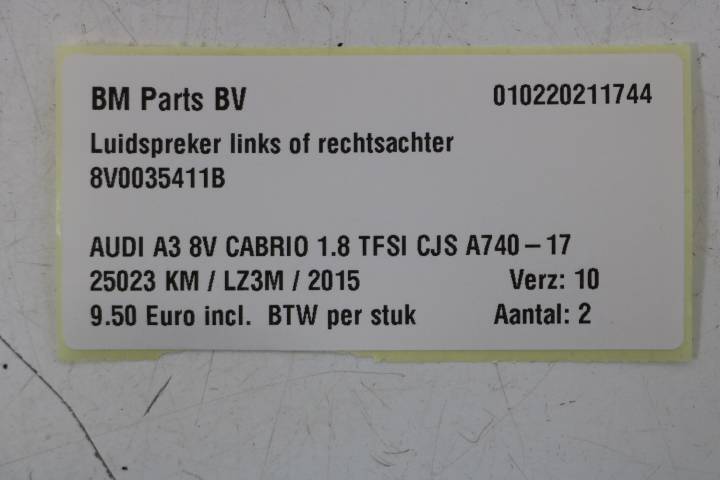 BM Parts BV 010220211744
Luidspreker links of rechtsachter
8V0035411B
AUDI A3 8V CABRIO 1.8 TFSI CJS A740 – 17
25023 KM / LZ3M / 2015 Verz: 10
9.50 Euro incl. BTW per stuk Aantal: 2